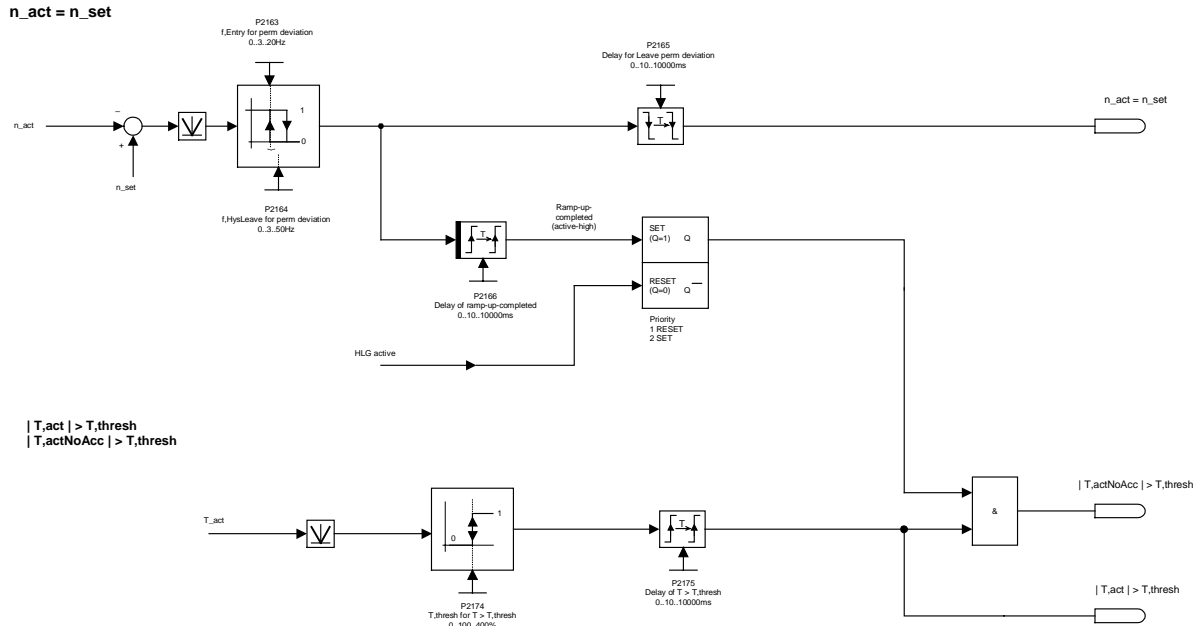 n_act = n_set
P2163
f,Entry for perm deviation
0..3..20Hz
P2165
Delay for Leave perm deviation
0..10..10000ms
n_act = n_set
n_act
–
+
n_set
1
0
T
P2164
f,HysLeave for perm deviation
0..3..50Hz
Ramp-up-
completed
(active-high)
T
SET
(Q=1) Q
RESET
(Q=0) Q
P2166
Delay of ramp-up-completed
0..10..10000ms
Priority
1 RESET
2 SET
HLG active
| T,act | > T,thresh
| T,actNoAcc | > T,thresh
| T,actNoAcc | > T,thresh
T_act
1
0
T
&
P2175
Delay of T > T,thresh
0..10..10000ms
| T,act | > T,thresh
P2174
T,thresh for T > T,thresh
0..100..400%